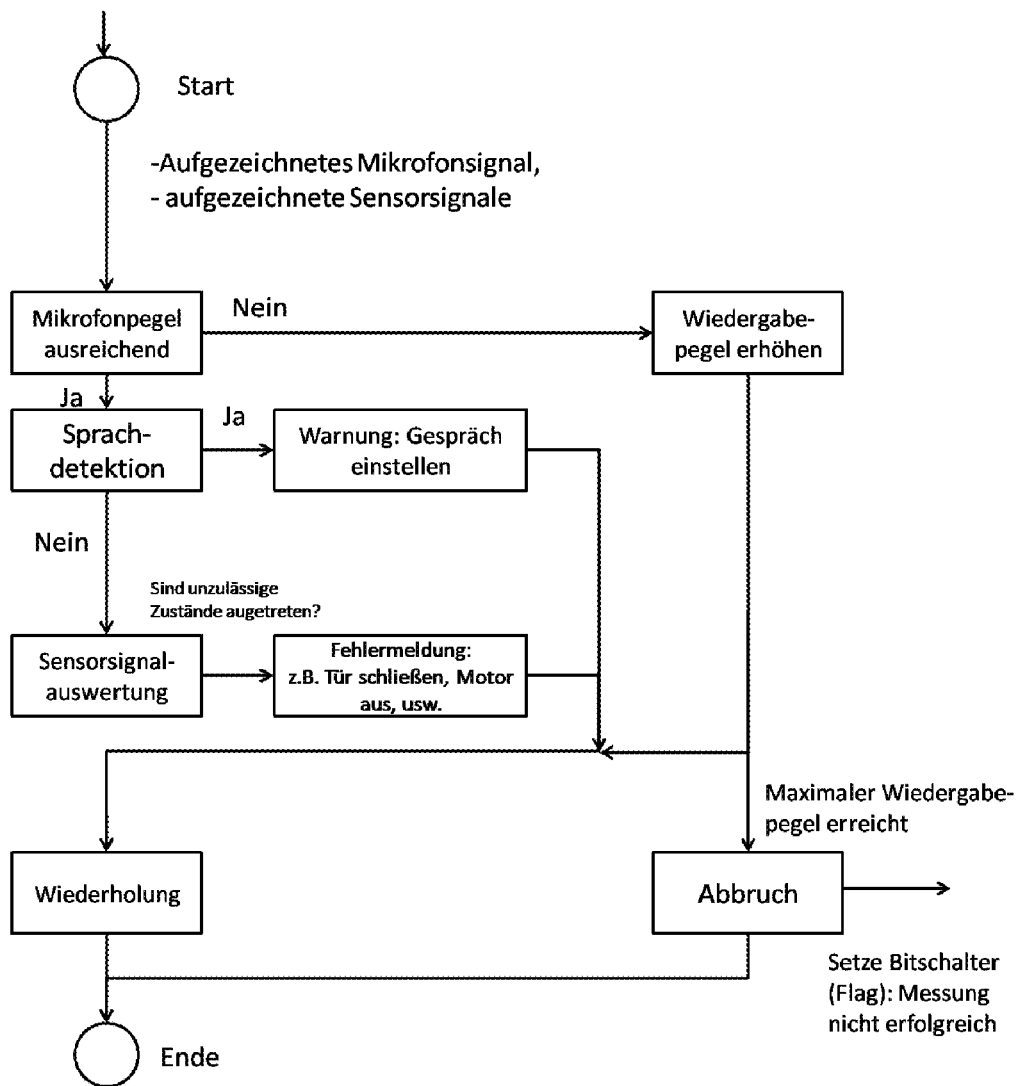 Start
-Aufgezeichnetes Mikrofonsignal,
- aufgezeichnete Sensorsignale
Mikrofonpegel
ausreichend
Nein
Wiedergabe-
pegel erhöhen
Ja
Sprach-
detektion
Ja
Warnung: Gespräch
einstellen
Nein
Sind unzulässige
Zustände augetreten?
Sensorsignal-
auswertung
Fehlermeldung:
z.B. Tür schließen, Motor
aus, usw.
Maximaler Wiedergabe-
pegel erreicht
Wiederholung
Abbruch
Setze Bitschalter
(Flag): Messung
nicht erfolgreich
Ende